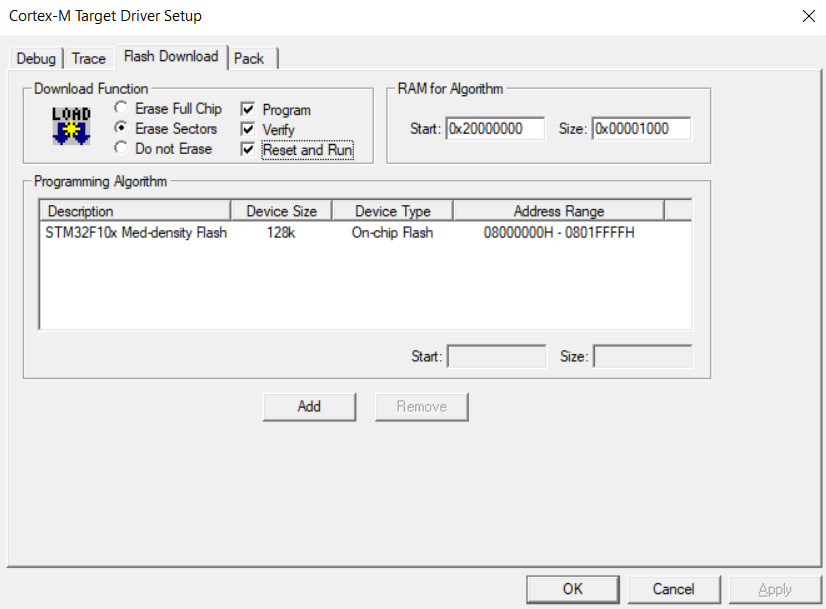 Cortex-M Target Driver Setup
Debug Trace Flash Download Pack
Download Function
LOAD
Erase Full Chip
Erase Sectors
Do not Erase
Program
Verify
Reset and Run
RAM for Algorithm
Start: 0x20000000 Size: 0x00001000
Programming Algorithm
Description Device Size Device Type Address Range
STM32F10x Med-density Flash 128k On-chip Flash 08000000H - 0801FFFFH
Start: Size:
Add Remove
OK Cancel Apply